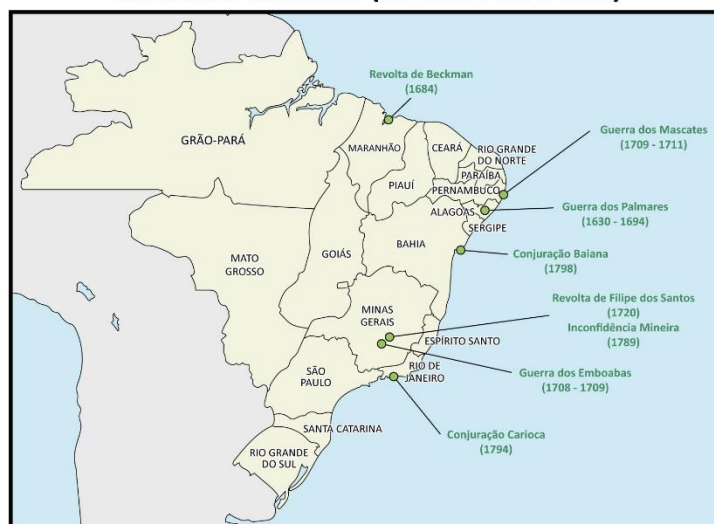 Revolta de Beckman
(1684)
GRÃO-PARÁ
MARANHÃO
CEARÁ
RIO GRANDE
DO NORTE
Guerra dos Mascates
(1709 - 1711)
PARAÍBA
PIAUÍ
PERNAMBUCO
ALAGOAS
Guerra dos Palmares
(1630 - 1694)
SERGIPE
MATO
GROSSO
GOIÁS
BAHIA
Conjuração Baiana
(1798)
MINAS
GERAIS
Revolta de Filipe dos Santos
(1720)
Inconfidência Mineira
(1789)
ESPÍRITO SANTO
SÃO
PAULO
RIO DE
JANEIRO
Guerra dos Emboabas
(1708 - 1709)
SANTA CATARINA
Conjuração Carioca
(1794)
RIO GRANDE
DO SUL